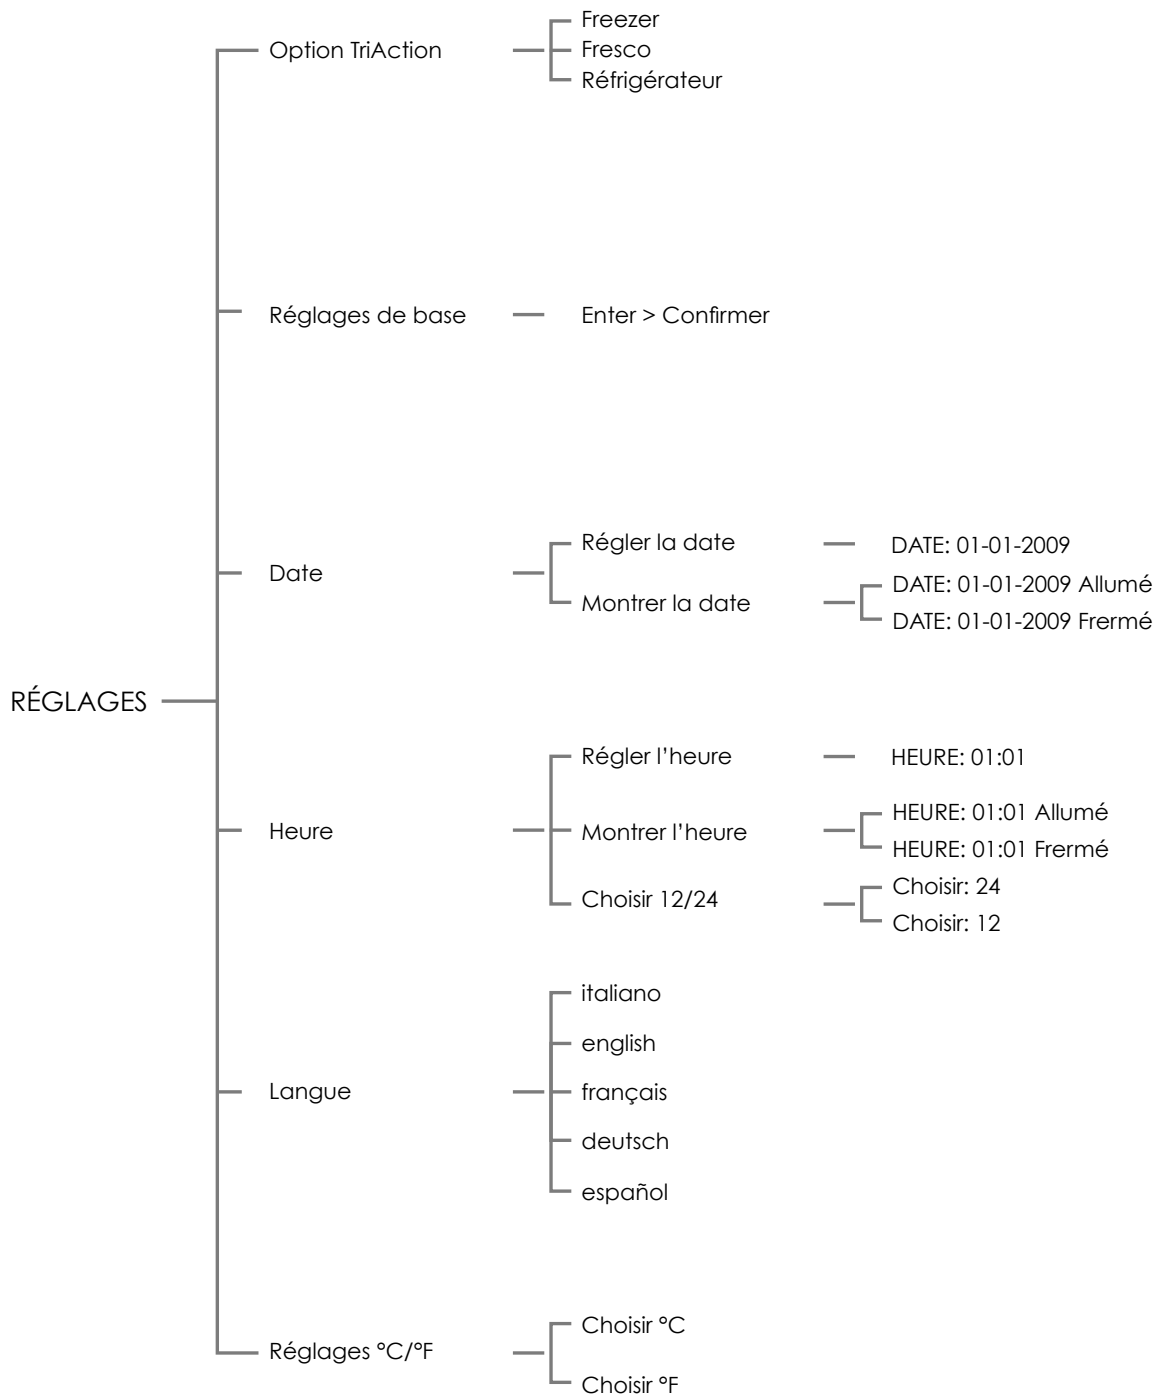 Option TriAction
Freezer
Fresco
Réfrigérateur
Réglages de base
Enter > Confirmer
Date
Régler la date
DATE: 01-01-2009
Montrer la date
DATE: 01-01-2009 Allumé
DATE: 01-01-2009 Frermé
RÉGLAGES
Heure
Régler l’heure
HEURE: 01:01
Montrer l’heure
HEURE: 01:01 Allumé
HEURE: 01:01 Frermé
Choisir 12/24
Choisir: 24
Choisir: 12
Langue
italiano
english
français
deutsch
español
Réglages °C/°F
Choisir °C
Choisir °F